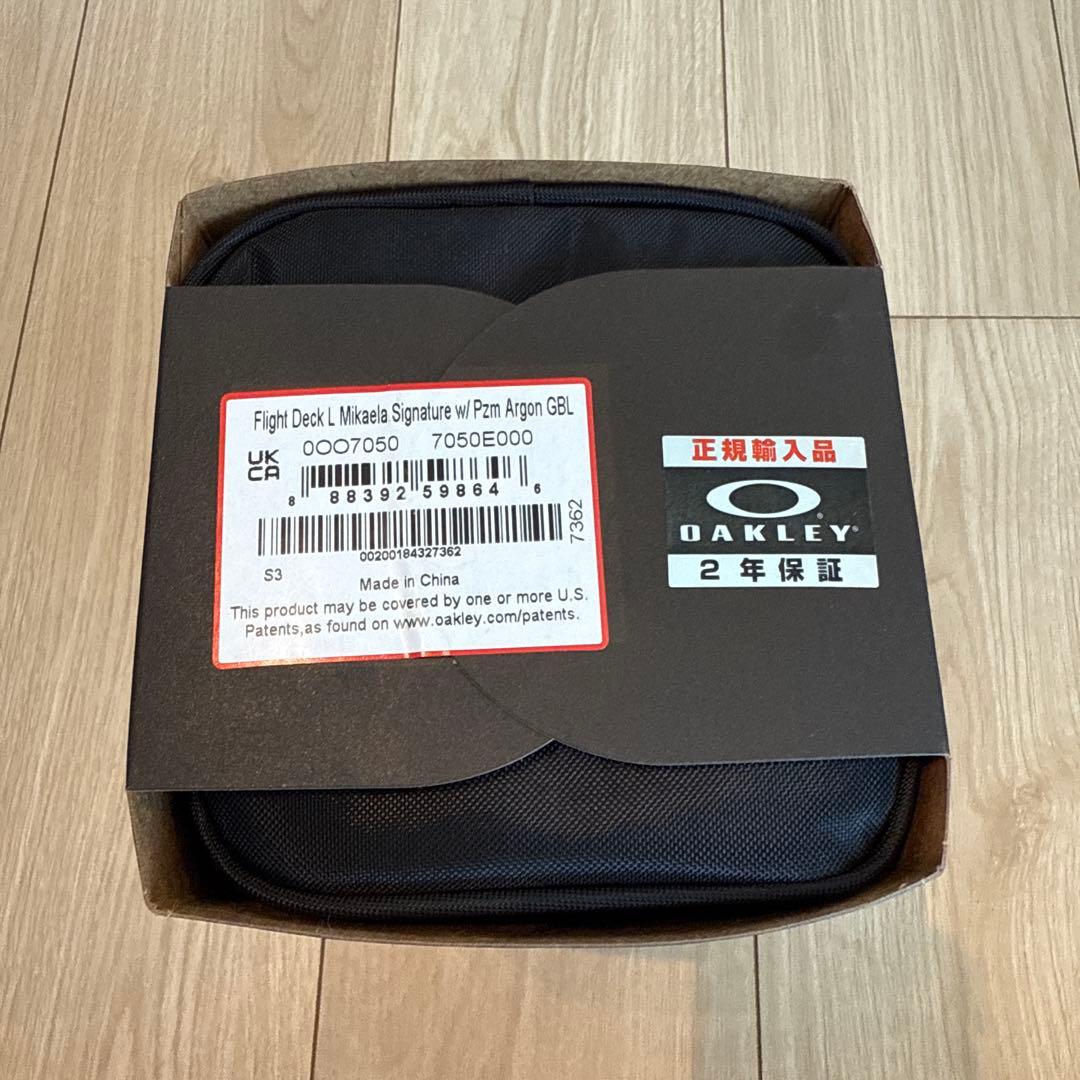 Flight Deck L Mikaela Signature w/ Pzm Argon GBL
UK
CA
0OO7050 7050E000
8 88392 59864 6
00200184327362
7362
S3
Made in China
This product may be covered by one or more U.S.
Patents,as found on www.oakley.com/patents.
正規輸入品
OAKLEY®
2年保証